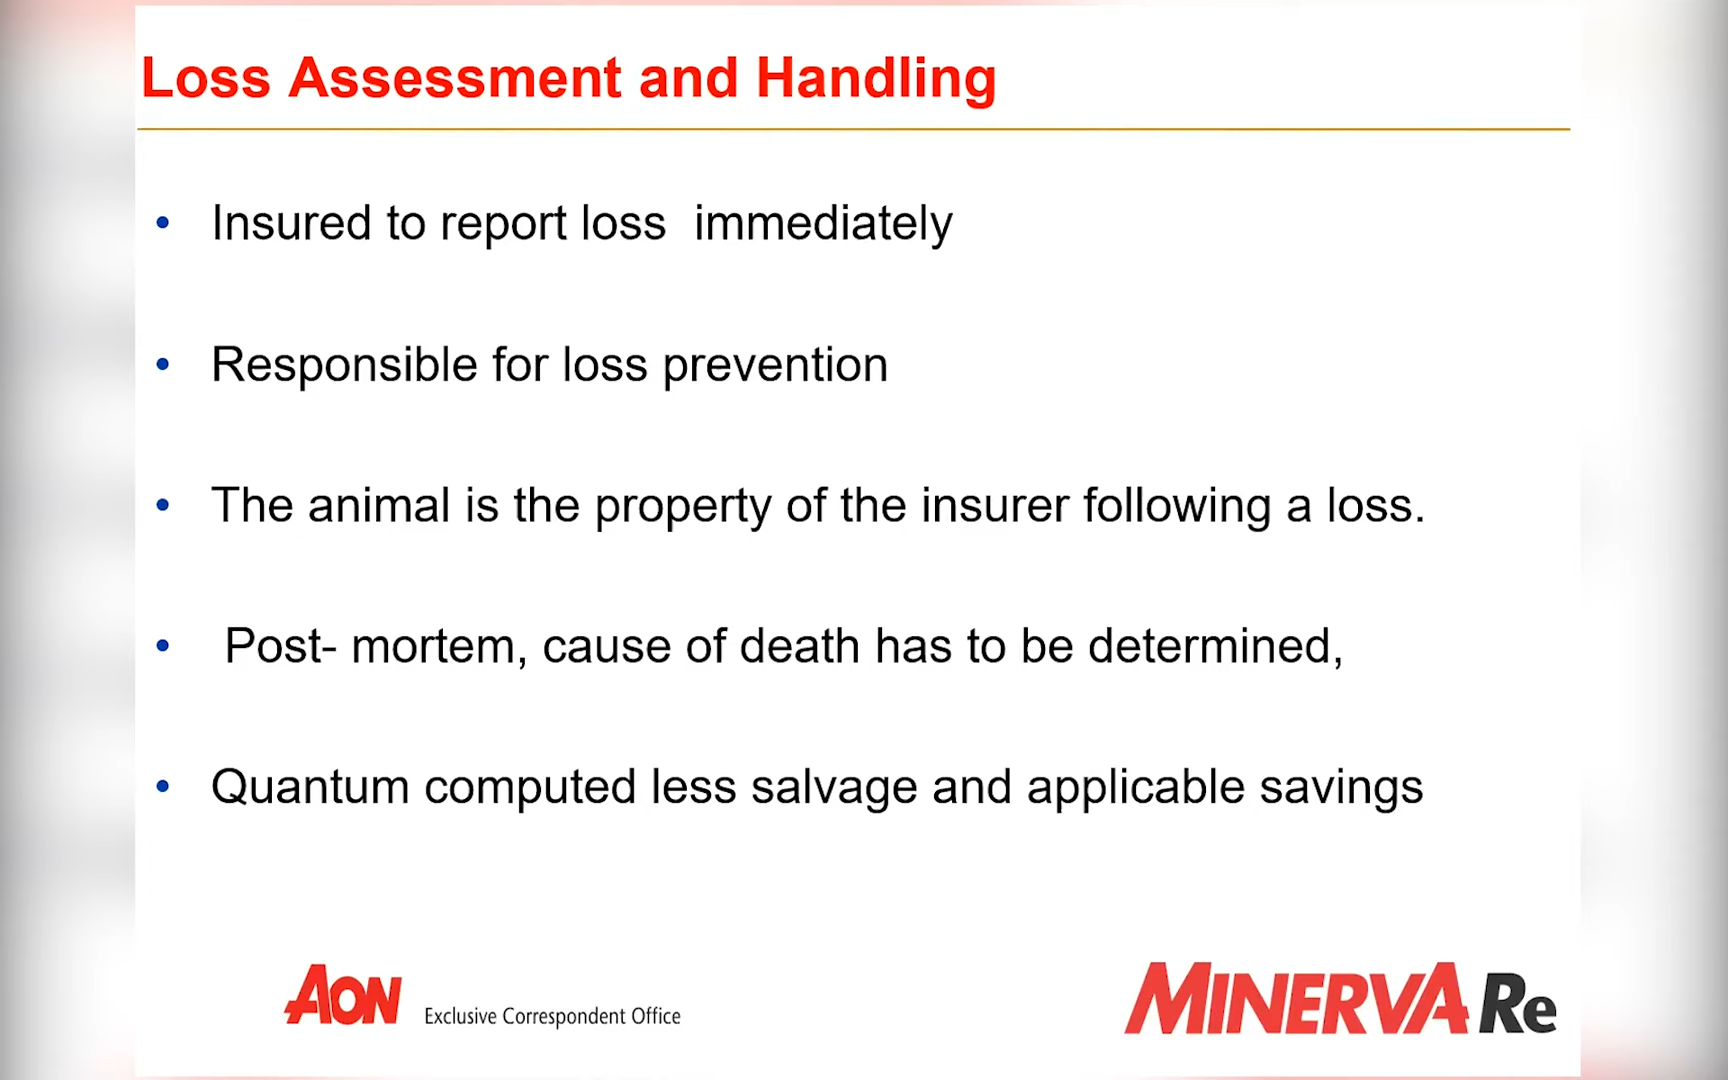 Loss Assessment and Handling
• Insured to report loss  immediately
• Responsible for loss prevention
• The animal is the property of the insurer following a loss.
• Post- mortem, cause of death has to be determined,
• Quantum computed less salvage and applicable savings
AON Exclusive Correspondent Office
MINERVA Re